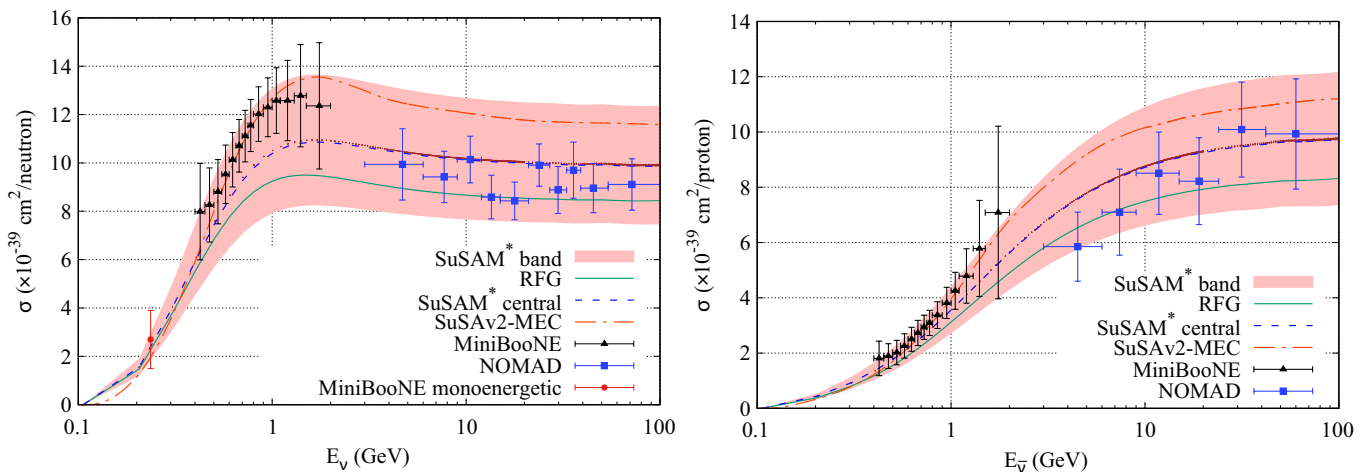 16
14
12
10
8
6
4
2
0
σ (×10⁻³⁹ cm²/neutron)
SuSAM* band
RFG
SuSAM* central
SuSAv2-MEC
MiniBooNE
NOMAD
MiniBooNE monoenergetic
0.1 1 10 100
E_ν (GeV)
14
12
10
8
6
4
2
0
σ (×10⁻³⁹ cm²/proton)
SuSAM* band
RFG
SuSAM* central
SuSAv2-MEC
MiniBooNE
NOMAD
0.1 1 10 100
E_ν̅ (GeV)